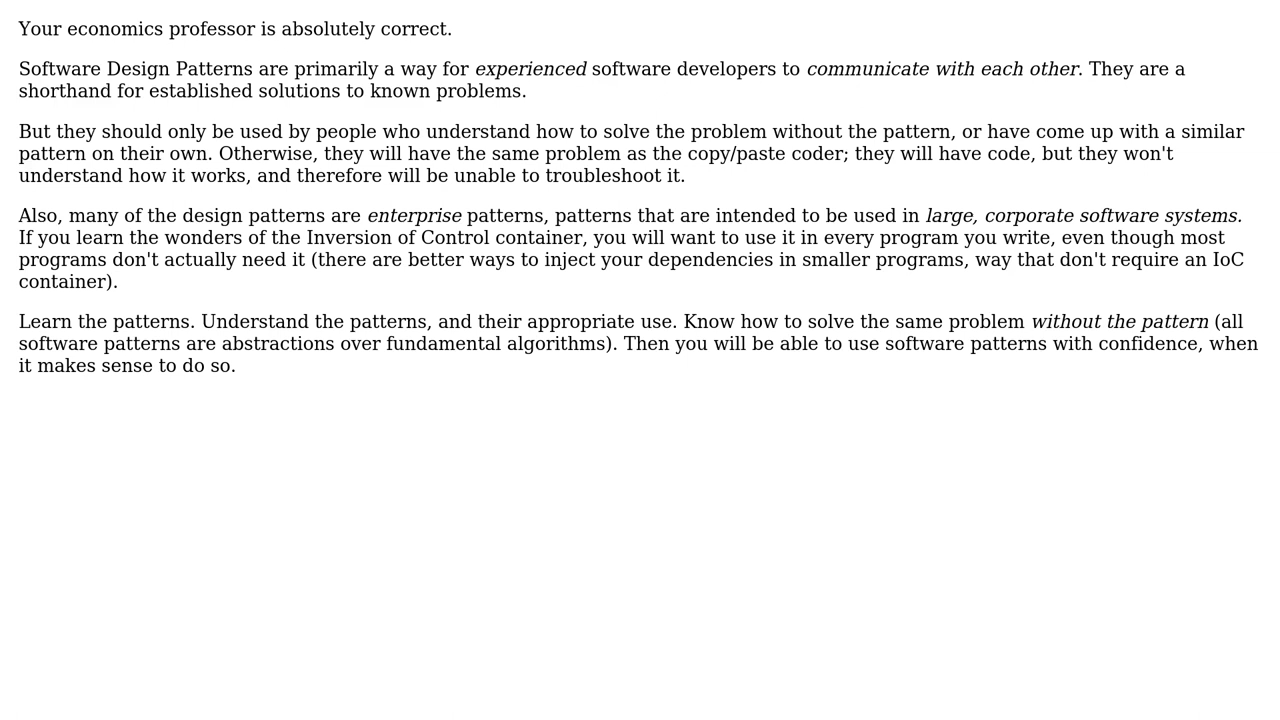 Your economics professor is absolutely correct.
Software Design Patterns are primarily a way for experienced software developers to communicate with each other. They are a
shorthand for established solutions to known problems.
But they should only be used by people who understand how to solve the problem without the pattern, or have come up with a similar
pattern on their own. Otherwise, they will have the same problem as the copy/paste coder; they will have code, but they won't
understand how it works, and therefore will be unable to troubleshoot it.
Also, many of the design patterns are enterprise patterns, patterns that are intended to be used in large, corporate software systems.
If you learn the wonders of the Inversion of Control container, you will want to use it in every program you write, even though most
programs don't actually need it (there are better ways to inject your dependencies in smaller programs, way that don't require an IoC
container).
Learn the patterns. Understand the patterns, and their appropriate use. Know how to solve the same problem without the pattern (all
software patterns are abstractions over fundamental algorithms). Then you will be able to use software patterns with confidence, when
it makes sense to do so.